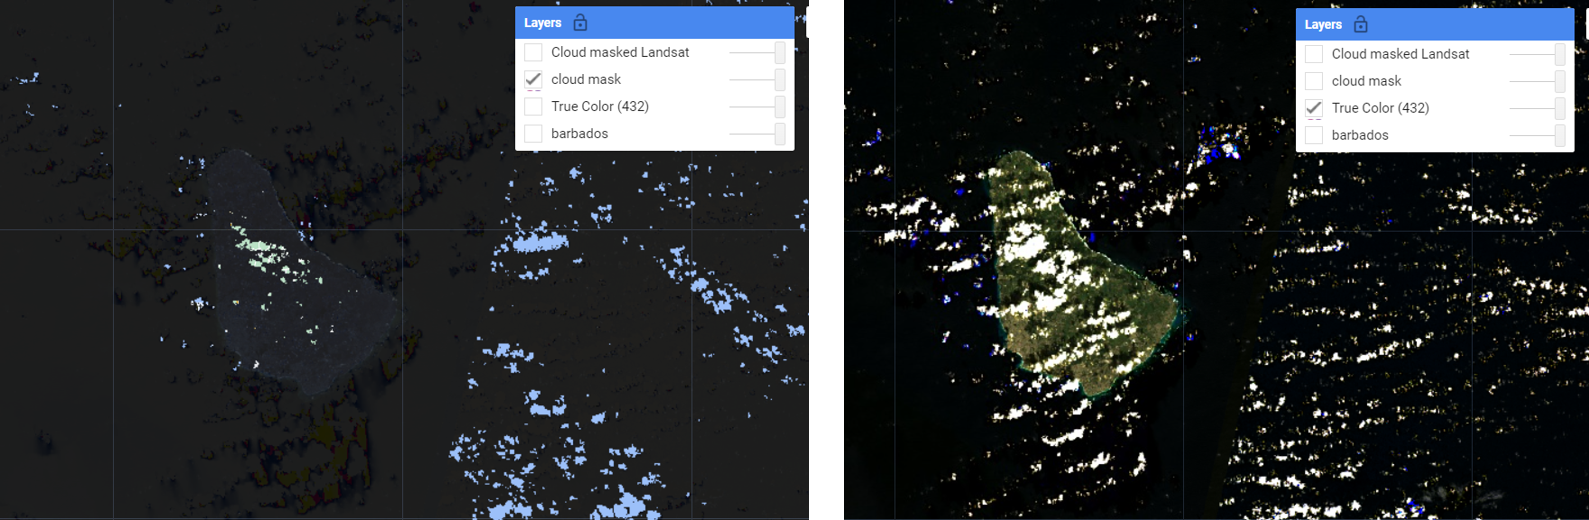 Layers
Cloud masked Landsat
cloud mask
True Color (432)
barbados
Layers
Cloud masked Landsat
cloud mask
True Color (432)
barbados